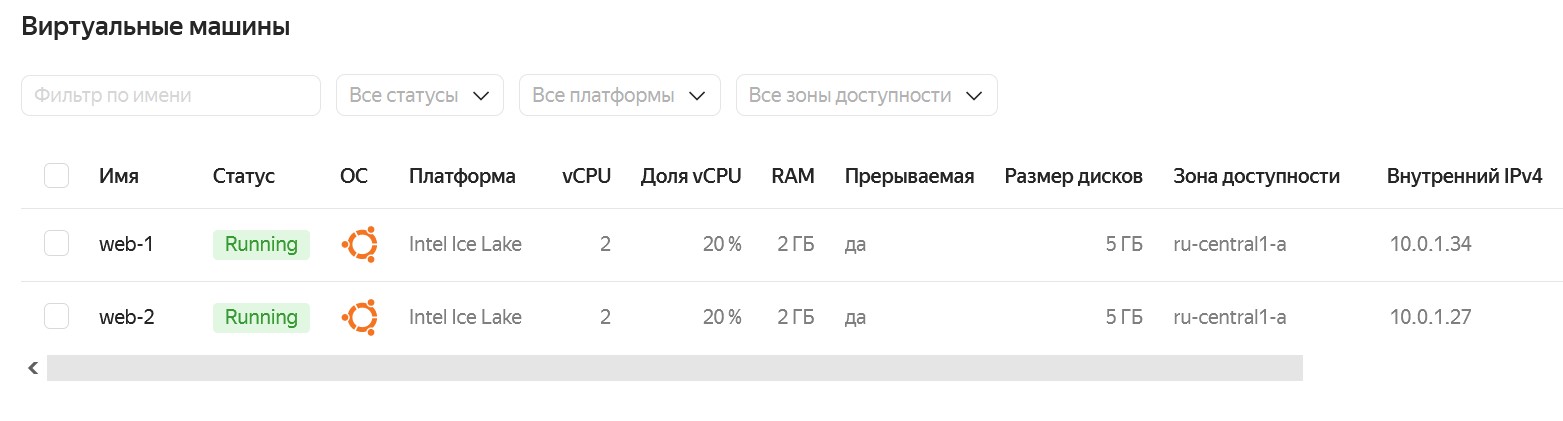 Виртуальные машины
Фильтр по имени Все статусы Все платформы Все зоны доступности
Имя Статус ОС Платформа vCPU Доля vCPU RAM Прерываемая Размер дисков Зона доступности Внутренний IPv4
web-1 Running Intel Ice Lake 2 20 % 2 ГБ да 5 ГБ ru-central1-a 10.0.1.34
web-2 Running Intel Ice Lake 2 20 % 2 ГБ да 5 ГБ ru-central1-a 10.0.1.27